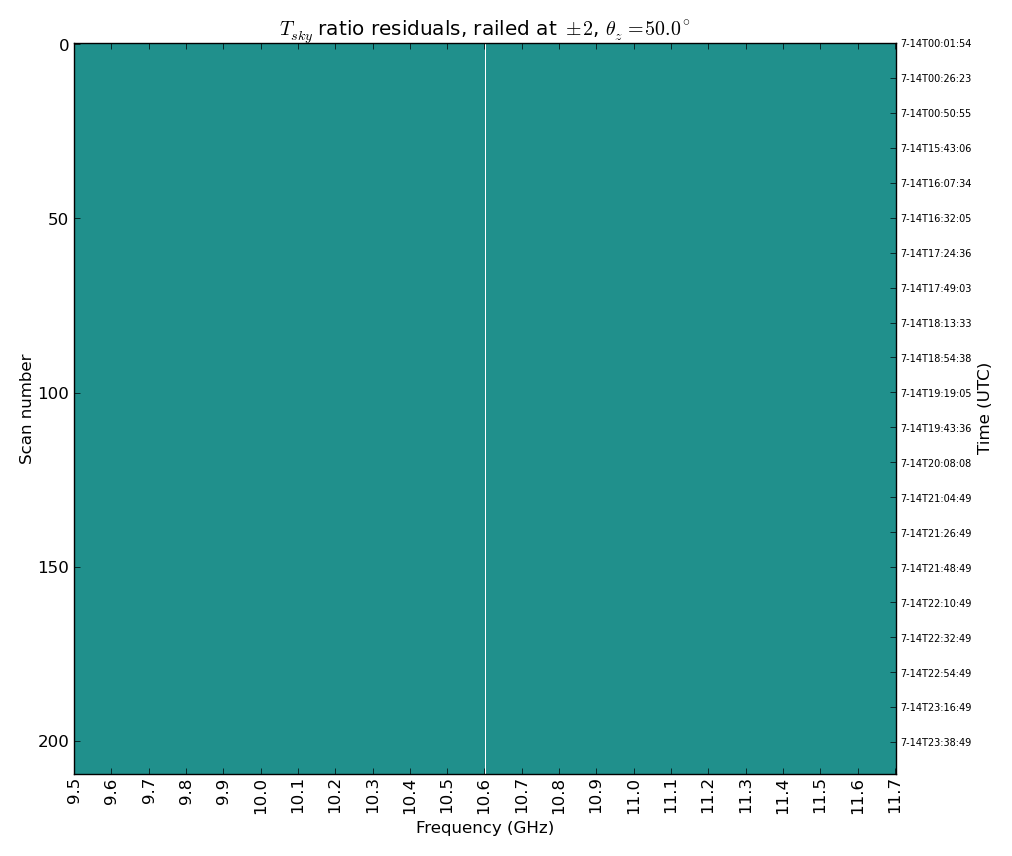 T_sky ratio residuals, railed at ±2, θ_z = 50.0°
0
50
100
150
200
Scan number
7-14T00:01:54
7-14T00:26:23
7-14T00:50:55
7-14T15:43:06
7-14T16:07:34
7-14T16:32:05
7-14T17:24:36
7-14T17:49:03
7-14T18:13:33
7-14T18:54:38
7-14T19:19:05
7-14T19:43:36
7-14T20:08:08
7-14T21:04:49
7-14T21:26:49
7-14T21:48:49
7-14T22:10:49
7-14T22:32:49
7-14T22:54:49
7-14T23:16:49
7-14T23:38:49
Time (UTC)
9.5 9.6 9.7 9.8 9.9 10.0 10.1 10.2 10.3 10.4 10.5 10.6 10.7 10.8 10.9 11.0 11.1 11.2 11.3 11.4 11.5 11.6 11.7
Frequency (GHz)